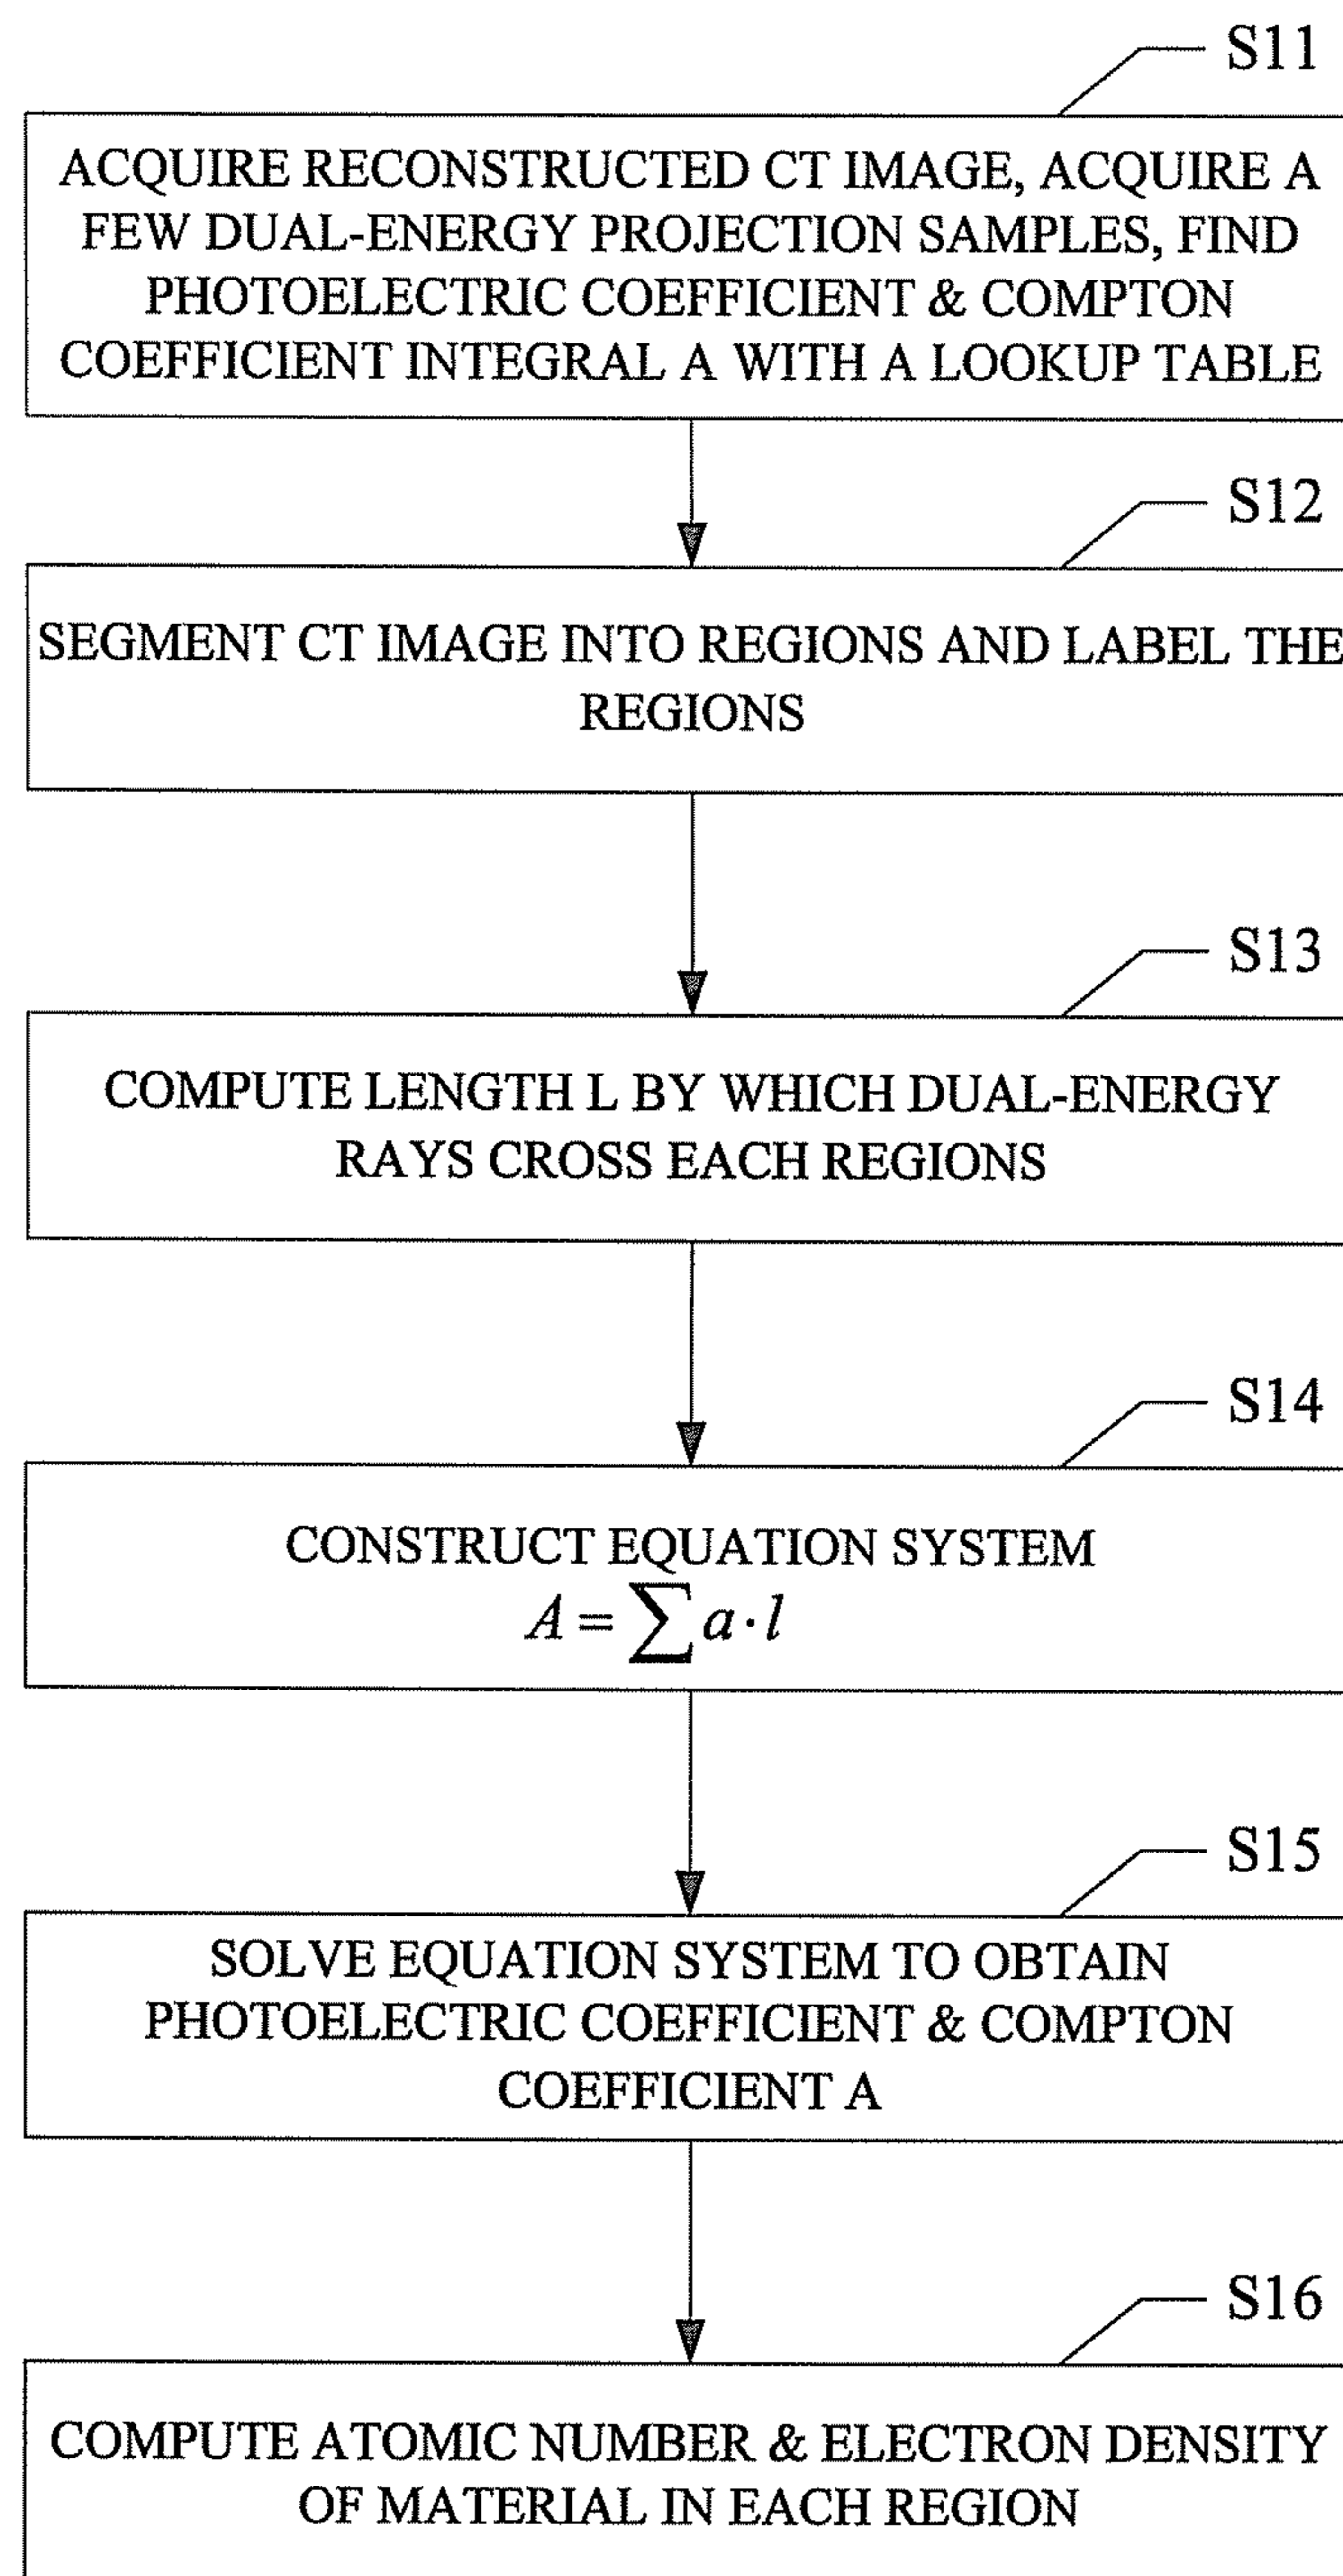 S11
ACQUIRE RECONSTRUCTED CT IMAGE, ACQUIRE A
FEW DUAL-ENERGY PROJECTION SAMPLES, FIND
PHOTOELECTRIC COEFFICIENT & COMPTON
COEFFICIENT INTEGRAL A WITH A LOOKUP TABLE
S12
SEGMENT CT IMAGE INTO REGIONS AND LABEL THE
REGIONS
S13
COMPUTE LENGTH L BY WHICH DUAL-ENERGY
RAYS CROSS EACH REGIONS
S14
CONSTRUCT EQUATION SYSTEM
A = ∑ a · l
S15
SOLVE EQUATION SYSTEM TO OBTAIN
PHOTOELECTRIC COEFFICIENT & COMPTON
COEFFICIENT A
S16
COMPUTE ATOMIC NUMBER & ELECTRON DENSITY
OF MATERIAL IN EACH REGION